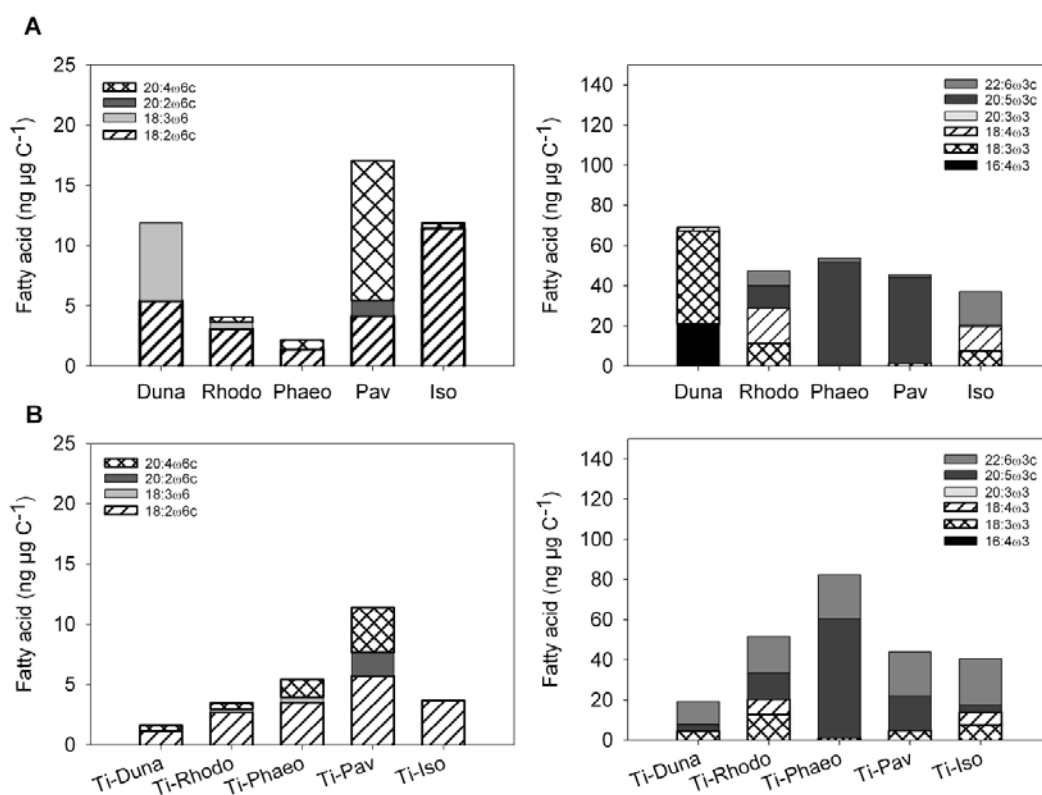 A
Fatty acid (ng µg C⁻¹)
25
20
15
10
5
0
20:4ω6c
20:2ω6c
18:3ω6
18:2ω6c
Duna Rhodo Phaeo Pav Iso
Fatty acid (ng µg C⁻¹)
140
120
100
80
60
40
20
0
22:6ω3c
20:5ω3c
20:3ω3
18:4ω3
18:3ω3
16:4ω3
Duna Rhodo Phaeo Pav Iso
B
Fatty acid (ng µg C⁻¹)
25
20
15
10
5
0
20:4ω6c
20:2ω6c
18:3ω6
18:2ω6c
Ti-Duna Ti-Rhodo Ti-Phaeo Ti-Pav Ti-Iso
Fatty acid (ng µg C⁻¹)
140
120
100
80
60
40
20
0
22:6ω3c
20:5ω3c
20:3ω3
18:4ω3
18:3ω3
16:4ω3
Ti-Duna Ti-Rhodo Ti-Phaeo Ti-Pav Ti-Iso